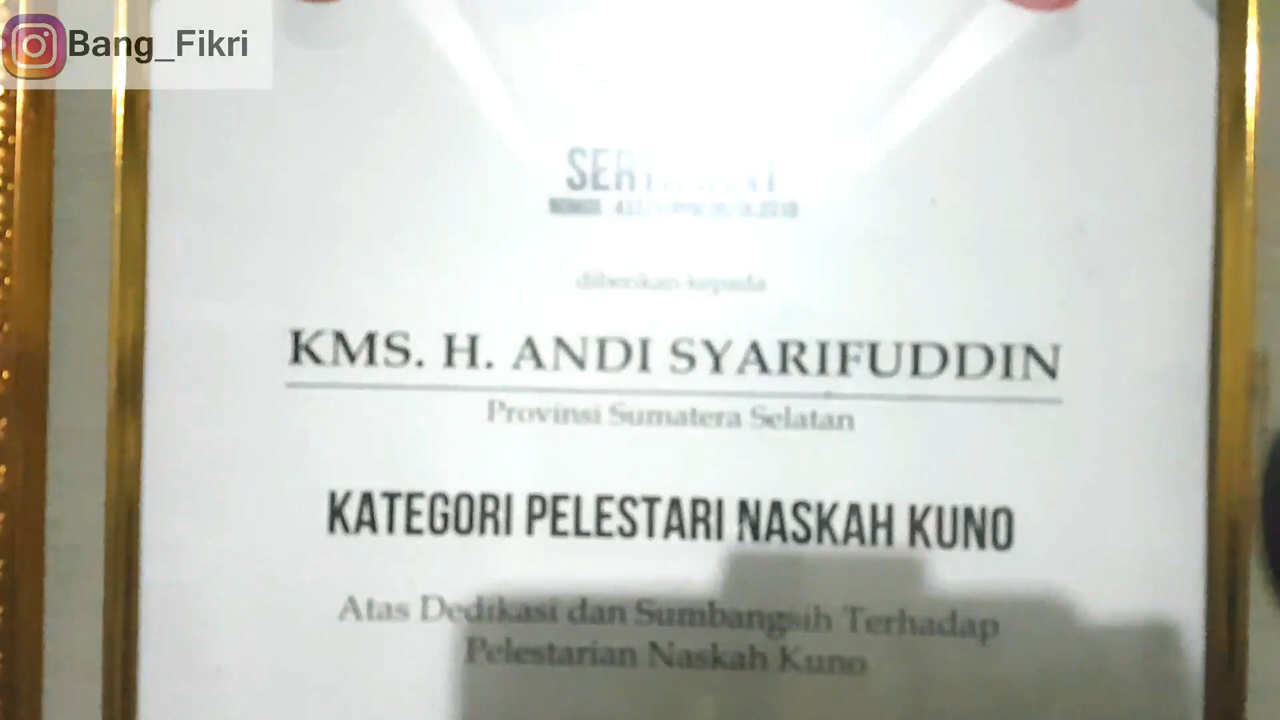 Bang_Fikri
diberikan kepada
KMS. H. ANDI SYARIFUDDIN
Provinsi Sumatera Selatan
KATEGORI PELESTARI NASKAH KUNO
Atas Dedikasi dan Sumbangsih Terhadap
Pelestarian Naskah Kuno